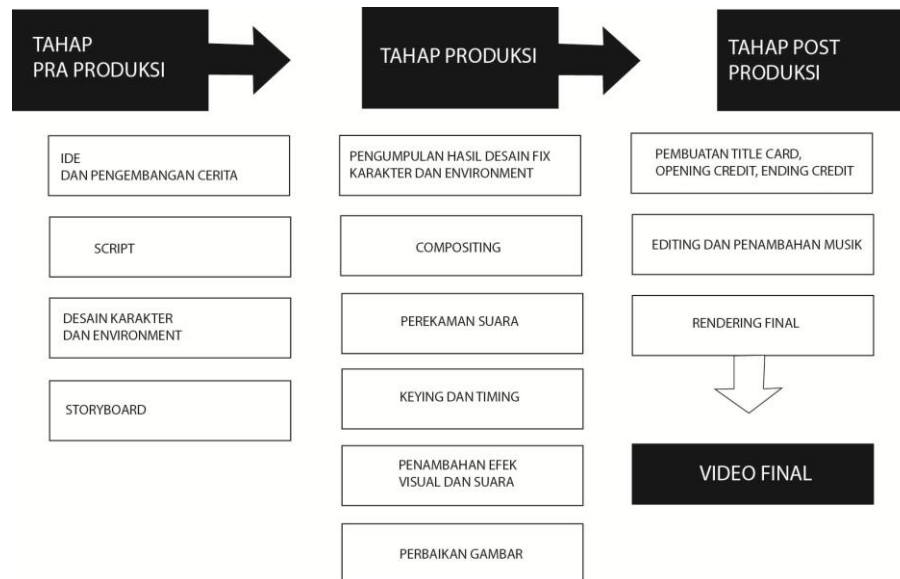 TAHAP
PRA PRODUKSI
TAHAP PRODUKSI
TAHAP POST
PRODUKSI
IDE
DAN PENGEMBANGAN CERITA
SCRIPT
DESAIN KARAKTER
DAN ENVIRONMENT
STORYBOARD
PENGUMPULAN HASIL DESAIN FIX
KARAKTER DAN ENVIRONMENT
COMPOSITING
PEREKAMAN SUARA
KEYING DAN TIMING
PENAMBAHAN EFEK
VISUAL DAN SUARA
PERBAIKAN GAMBAR
PEMBUATAN TITLE CARD,
OPENING CREDIT, ENDING CREDIT
EDITING DAN PENAMBAHAN MUSIK
RENDERING FINAL
VIDEO FINAL